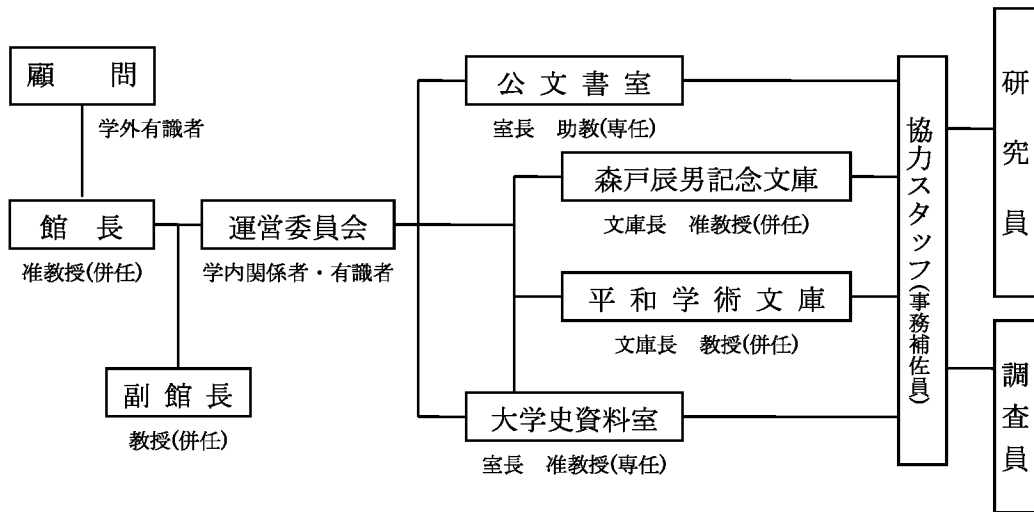 顧 問
学外有識者
館 長
准教授(併任)
副 館 長
教授(併任)
運営委員会
学内関係者・有識者
公 文 書 室
室長 助教(専任)
森戸辰男記念文庫
文庫長 准教授(併任)
平 和 学 術 文 庫
文庫長 教授(併任)
大学史資料室
室長 准教授(専任)
協力スタッフ(事務補佐員)
研究員
調査員